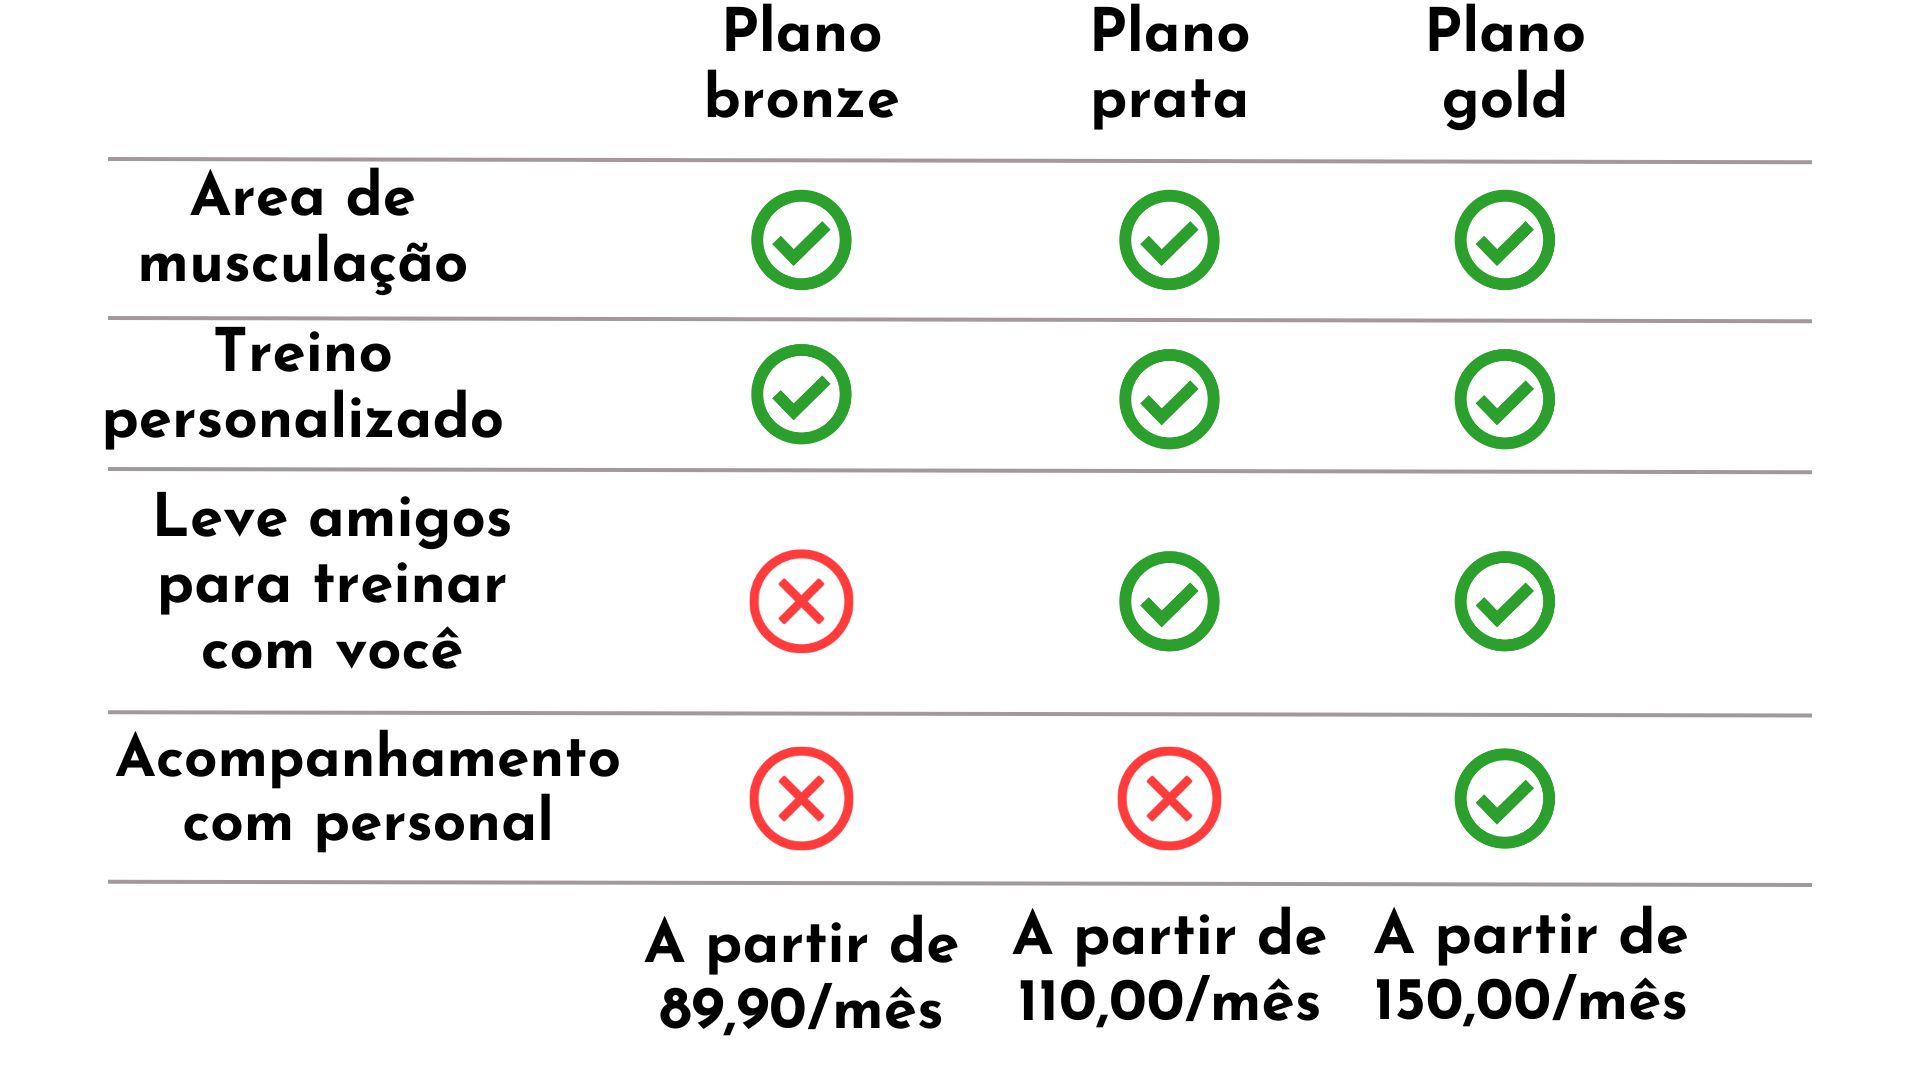 Plano
bronze
Plano
prata
Plano
gold
Area de
musculação
Treino
personalizado
Leve amigos
para treinar
com você
Acompanhamento
com personal
A partir de
89,90/mês
A partir de
110,00/mês
A partir de
150,00/mês